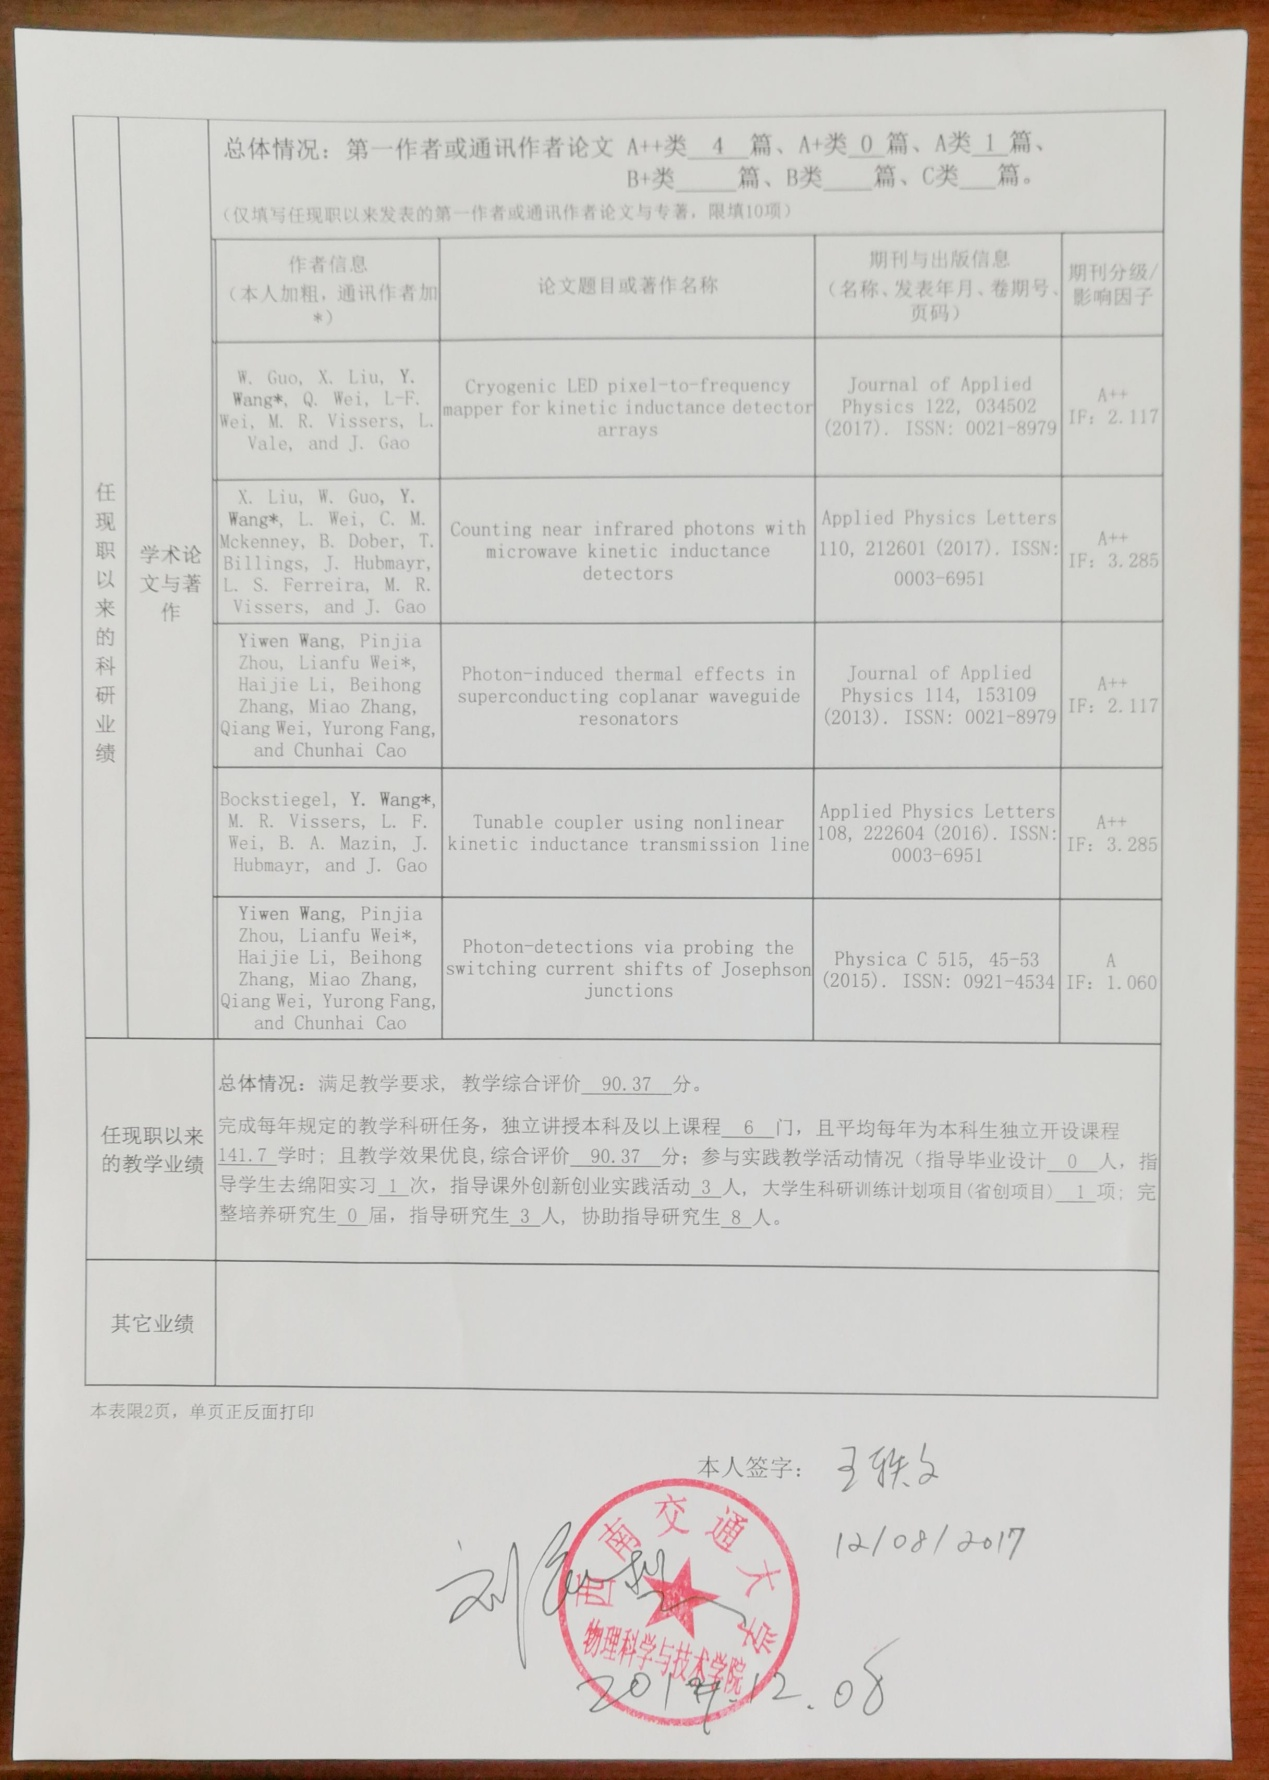 总体情况：第一作者或通讯作者论文 A++类 4 篇、A+类 0 篇、A类 1 篇、
B+类____篇、B类____篇、C类___篇。
（仅填写任现职以来发表的第一作者或通讯作者论文与专著，限填10项）
作者信息
（本人加粗，通讯作者加
*）
论文题目或著作名称
期刊与出版信息
（名称、发表年月、卷期号、
页码）
期刊分级/
影响因子
任现职以来的科研业绩
学术论
文与著
作
W. Guo, X. Liu, Y.
Wang*, Q. Wei, L-F.
Wei, M. R. Vissers, L.
Vale, and J. Gao
Cryogenic LED pixel-to-frequency
mapper for kinetic inductance detector
arrays
Journal of Applied
Physics 122, 034502
(2017). ISSN: 0021-8979
A++
IF: 2.117
X. Liu, W. Guo, Y.
Wang*, L. Wei, C. M.
Mckenney, B. Dober, T.
Billings, J. Hubmayr,
L. S. Ferreira, M. R.
Vissers, and J. Gao
Counting near infrared photons with
microwave kinetic inductance
detectors
Applied Physics Letters
110, 212601 (2017). ISSN:
0003-6951
A++
IF: 3.285
Yiwen Wang, Pinjia
Zhou, Lianfu Wei*,
Haijie Li, Beihong
Zhang, Miao Zhang,
Qiang Wei, Yurong Fang,
and Chunhai Cao
Photon-induced thermal effects in
superconducting coplanar waveguide
resonators
Journal of Applied
Physics 114, 153109
(2013). ISSN: 0021-8979
A++
IF: 2.117
Bockstiegel, Y. Wang*,
M. R. Vissers, L. F.
Wei, B. A. Mazin, J.
Hubmayr, and J. Gao
Tunable coupler using nonlinear
kinetic inductance transmission line
Applied Physics Letters
108, 222604 (2016). ISSN:
0003-6951
A++
IF: 3.285
Yiwen Wang, Pinjia
Zhou, Lianfu Wei*,
Haijie Li, Beihong
Zhang, Miao Zhang,
Qiang Wei, Yurong Fang,
and Chunhai Cao
Photon-detections via probing the
switching current shifts of Josephson
junctions
Physica C 515, 45-53
(2015). ISSN: 0921-4534
A
IF: 1.060
任现职以来
的教学业绩
总体情况：满足教学要求, 教学综合评价 90.37 分。
完成每年规定的教学科研任务，独立讲授本科及以上课程 6 门，且平均每年为本科生独立开设课程
141.7 学时；且教学效果优良,综合评价 90.37 分；参与实践教学活动情况（指导毕业设计 0 人，指
导学生去绵阳实习 1 次，指导课外创新创业实践活动 3 人, 大学生科研训练计划项目(省创项目) 1 项；完
整培养研究生 0 届，指导研究生 3 人, 协助指导研究生 8 人。
其它业绩
本表限2页，单页正反面打印
本人签字：王轶文
12/08/2017
西南交通大学
物理科学与技术学院
2017.12.08